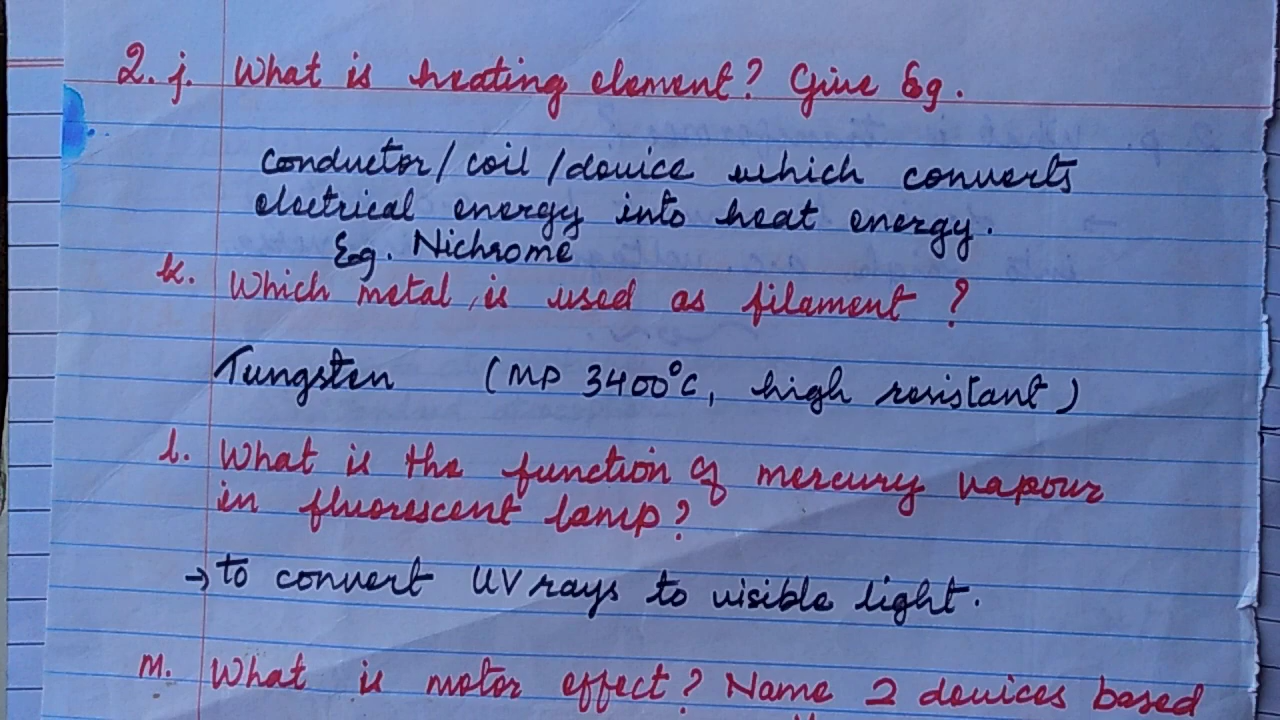 2. j. What is heating element? Give Eg.
Conductor/ coil /device which converts
electrical energy into heat energy.
Eg. Nichrome
k. Which metal is used as filament ?
Tungsten (MP 3400°C, high resistant)
l. What is the function of mercury vapour
in fluorescent lamp?
→ to convert UV rays to visible light.
m. What is motor effect? Name 2 devices based